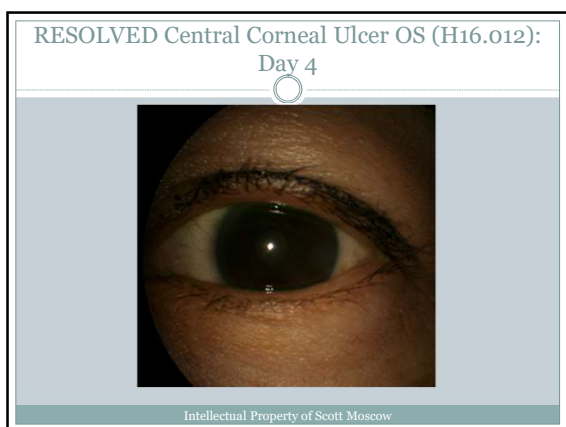 RESOLVED Central Corneal Ulcer OS (H16.012):
Day 4
Intellectual Property of Scott Moscow